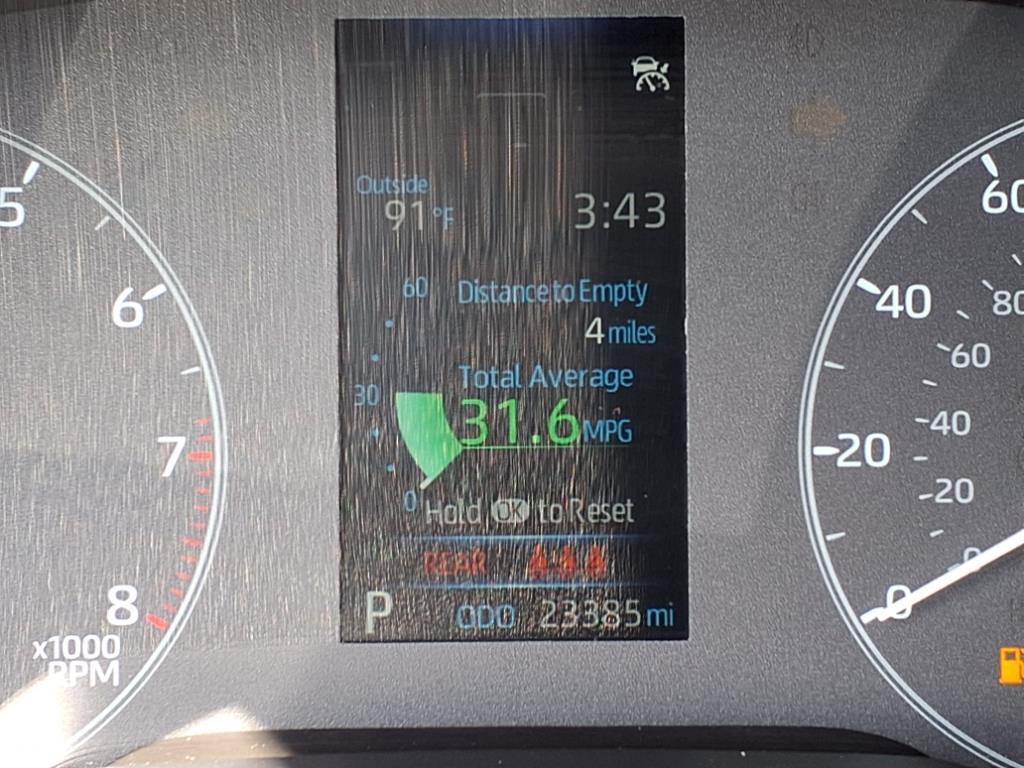 Outside
91 °F 3:43
60 Distance to Empty
4 miles
Total Average
30 31.6 MPG
0 Hold OK to Reset
REAR
P ODO 23385 mi
5
6
7
8
x1000
RPM
60
40
20
0
80
60
40
20
0